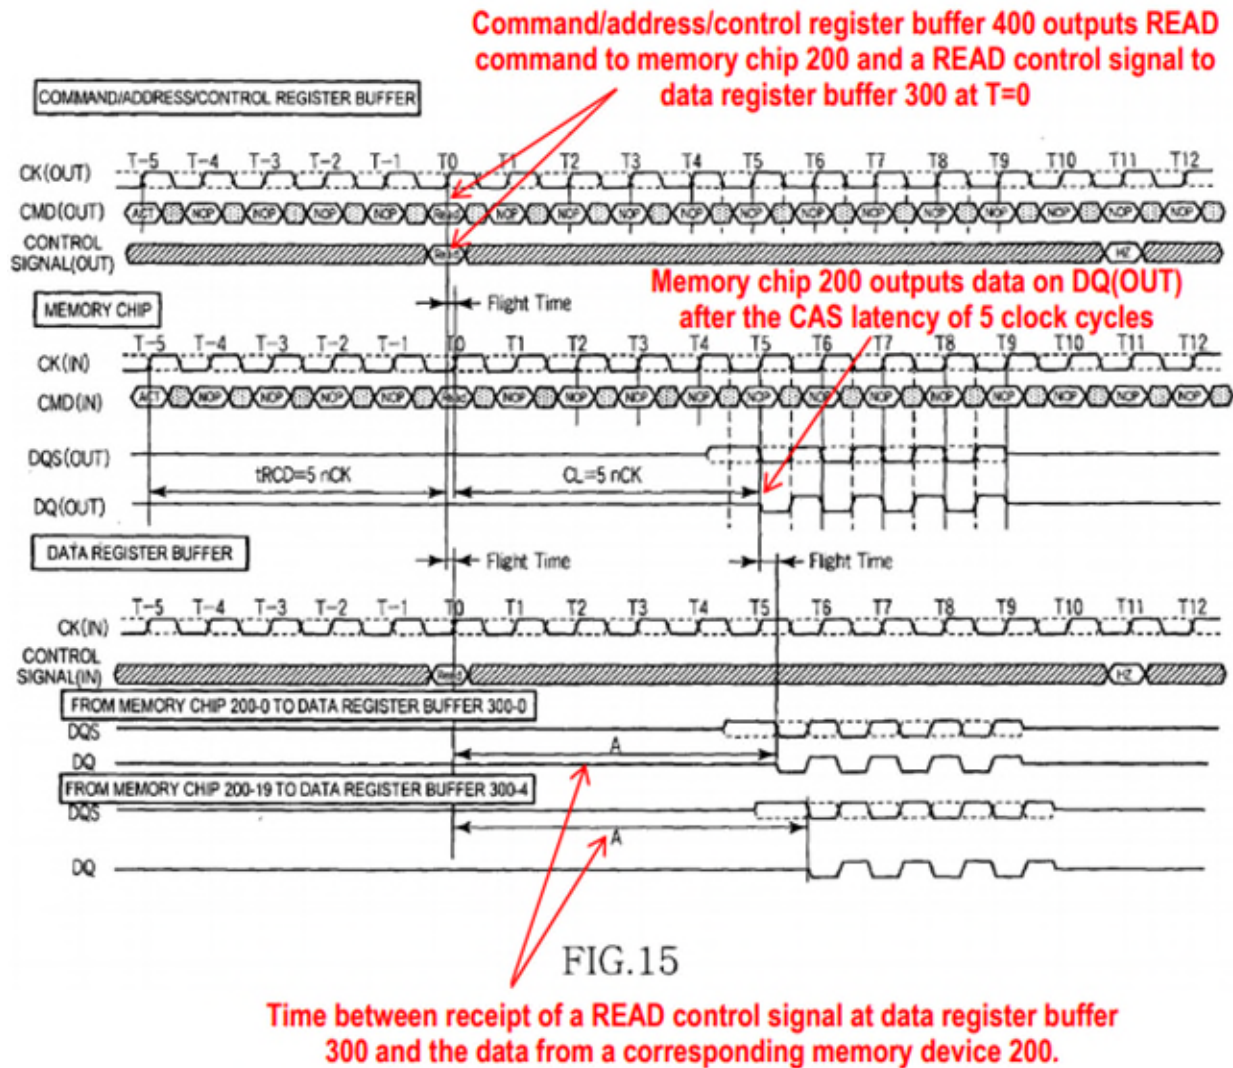 Command/address/control register buffer 400 outputs READ
command to memory chip 200 and a READ control signal to
data register buffer 300 at T=0
COMMAND/ADDRESS/CONTROL REGISTER BUFFER
T-5 T-4 T-3 T-2 T-1 T0 T1 T2 T3 T4 T5 T6 T7 T8 T9 T10 T11 T12
CK(OUT)
CMD(OUT) ACT NOP NOP NOP NOP Read NOP NOP NOP NOP NOP NOP NOP NOP NOP NOP NOP NOP
CONTROL
SIGNAL(OUT) Read HZ
Memory chip 200 outputs data on DQ(OUT)
after the CAS latency of 5 clock cycles
Flight Time
MEMORY CHIP
T-5 T-4 T-3 T-2 T-1 T0 T1 T2 T3 T4 T5 T6 T7 T8 T9 T10 T11 T12
CK(IN)
CMD(IN) ACT NOP NOP NOP NOP Read NOP NOP NOP NOP NOP NOP NOP NOP NOP NOP NOP NOP
DQS(OUT)
tRCD=5 nCK CL=5 nCK
DQ(OUT)
DATA REGISTER BUFFER
Flight Time Flight Time
T-5 T-4 T-3 T-2 T-1 T0 T1 T2 T3 T4 T5 T6 T7 T8 T9 T10 T11 T12
CK(IN)
CONTROL
SIGNAL(IN) Read HZ
FROM MEMORY CHIP 200-0 TO DATA REGISTER BUFFER 300-0
DQS
A
DQ
FROM MEMORY CHIP 200-19 TO DATA REGISTER BUFFER 300-4
DQS
A
DQ
FIG.15
Time between receipt of a READ control signal at data register buffer
300 and the data from a corresponding memory device 200.